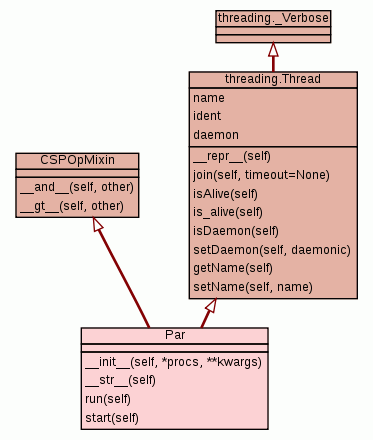 threading._Verbose
threading.Thread
name
ident
daemon
__repr__(self)
join(self, timeout=None)
isAlive(self)
is_alive(self)
isDaemon(self)
setDaemon(self, daemonic)
getName(self)
setName(self, name)
CSPOpMixin
__and__(self, other)
__gt__(self, other)
Par
__init__(self, *procs, **kwargs)
__str__(self)
run(self)
start(self)